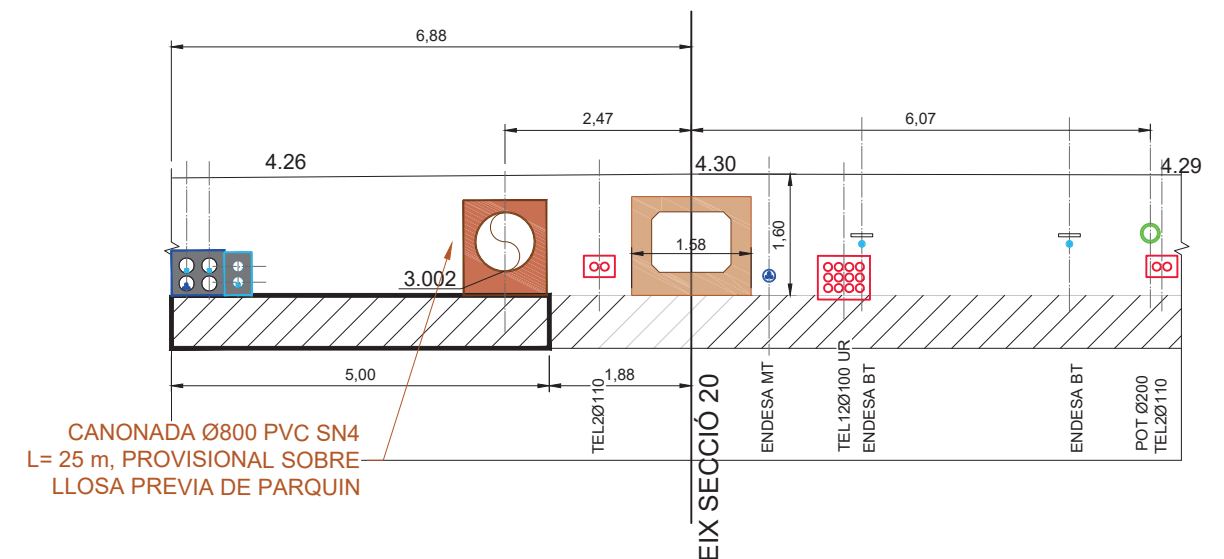 6,88
2,47
6,07
4.26
4.30
4.29
1.58
1,60
3.002
5,00
1,88
TEL2Ø110
EIX SECCIÓ 20
ENDESA MT
TEL12Ø100 UR
ENDESA BT
ENDESA BT
POT Ø200
TEL2Ø110
CANONADA Ø800 PVC SN4
L= 25 m, PROVISIONAL SOBRE
LLOSA PREVIA DE PARQUIN